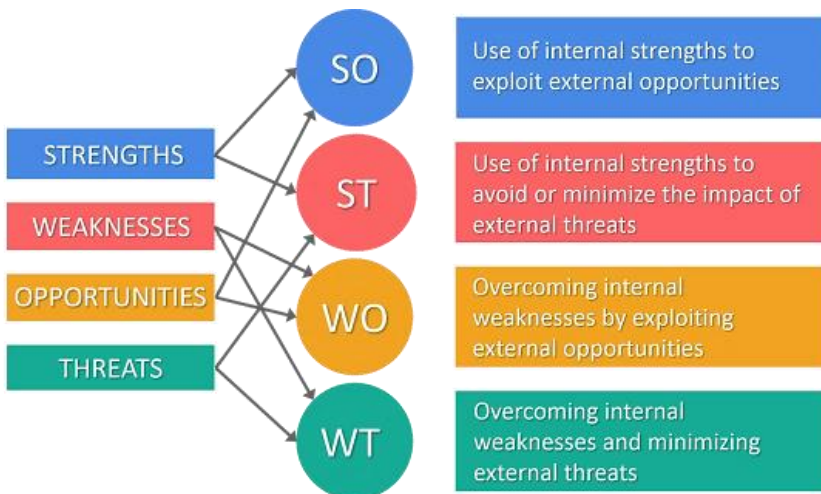 STRENGTHS
WEAKNESSES
OPPORTUNITIES
THREATS
SO
ST
WO
WT
Use of internal strengths to
exploit external opportunities
Use of internal strengths to
avoid or minimize the impact of
external threats
Overcoming internal
weaknesses by exploiting
external opportunities
Overcoming internal
weaknesses and minimizing
external threats